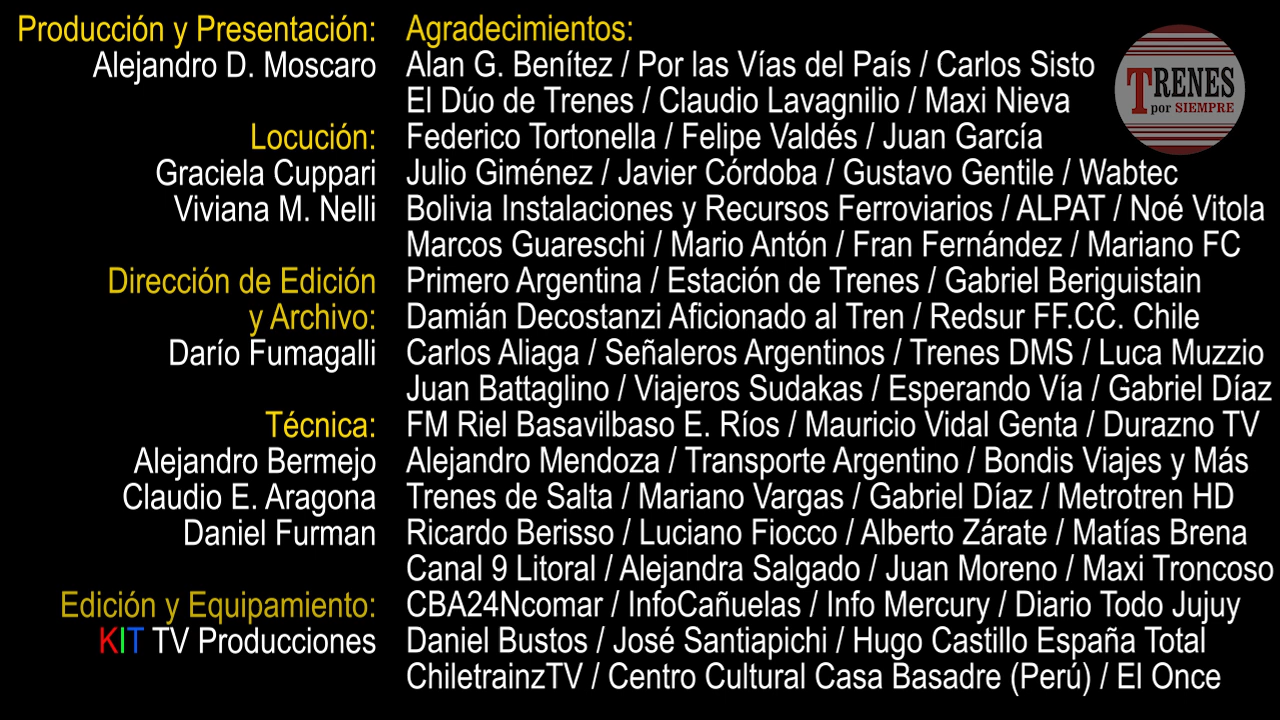 Producción y Presentación:
Alejandro D. Moscaro
Locución:
Graciela Cuppari
Viviana M. Nelli
Dirección de Edición
y Archivo:
Darío Fumagalli
Técnica:
Alejandro Bermejo
Claudio E. Aragona
Daniel Furman
Edición y Equipamiento:
KIT TV Producciones
Agradecimientos:
Alan G. Benítez / Por las Vías del País / Carlos Sisto
El Dúo de Trenes / Claudio Lavagnilio / Maxi Nieva
Federico Tortonella / Felipe Valdés / Juan García
Julio Giménez / Javier Córdoba / Gustavo Gentile / Wabtec
Bolivia Instalaciones y Recursos Ferroviarios / ALPAT / Noé Vitola
Marcos Guareschi / Mario Antón / Fran Fernández / Mariano FC
Primero Argentina / Estación de Trenes / Gabriel Beriguistain
Damián Decostanzi Aficionado al Tren / Redsur FF.CC. Chile
Carlos Aliaga / Señaleros Argentinos / Trenes DMS / Luca Muzzio
Juan Battaglino / Viajeros Sudakas / Esperando Vía / Gabriel Díaz
FM Riel Basavilbaso E. Ríos / Mauricio Vidal Genta / Durazno TV
Alejandro Mendoza / Transporte Argentino / Bondis Viajes y Más
Trenes de Salta / Mariano Vargas / Gabriel Díaz / Metrotren HD
Ricardo Berisso / Luciano Fiocco / Alberto Zárate / Matías Brena
Canal 9 Litoral / Alejandra Salgado / Juan Moreno / Maxi Troncoso
CBA24Ncomar / InfoCañuelas / Info Mercury / Diario Todo Jujuy
Daniel Bustos / José Santiapichi / Hugo Castillo España Total
ChiletrainzTV / Centro Cultural Casa Basadre (Perú) / El Once
TRENES
por SIEMPRE